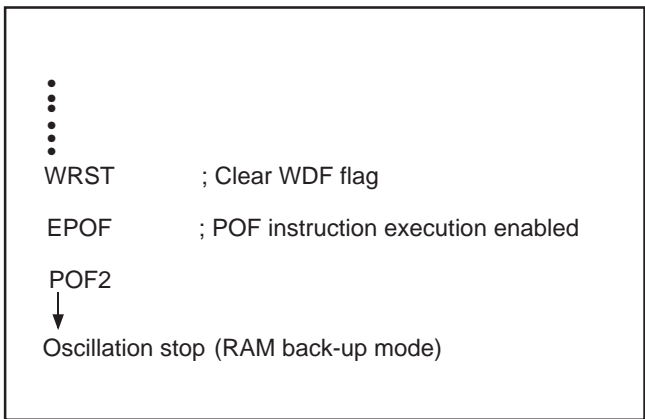 WRST ; Clear WDF flag
EPOF ; POF instruction execution enabled
POF2
Oscillation stop (RAM back-up mode)